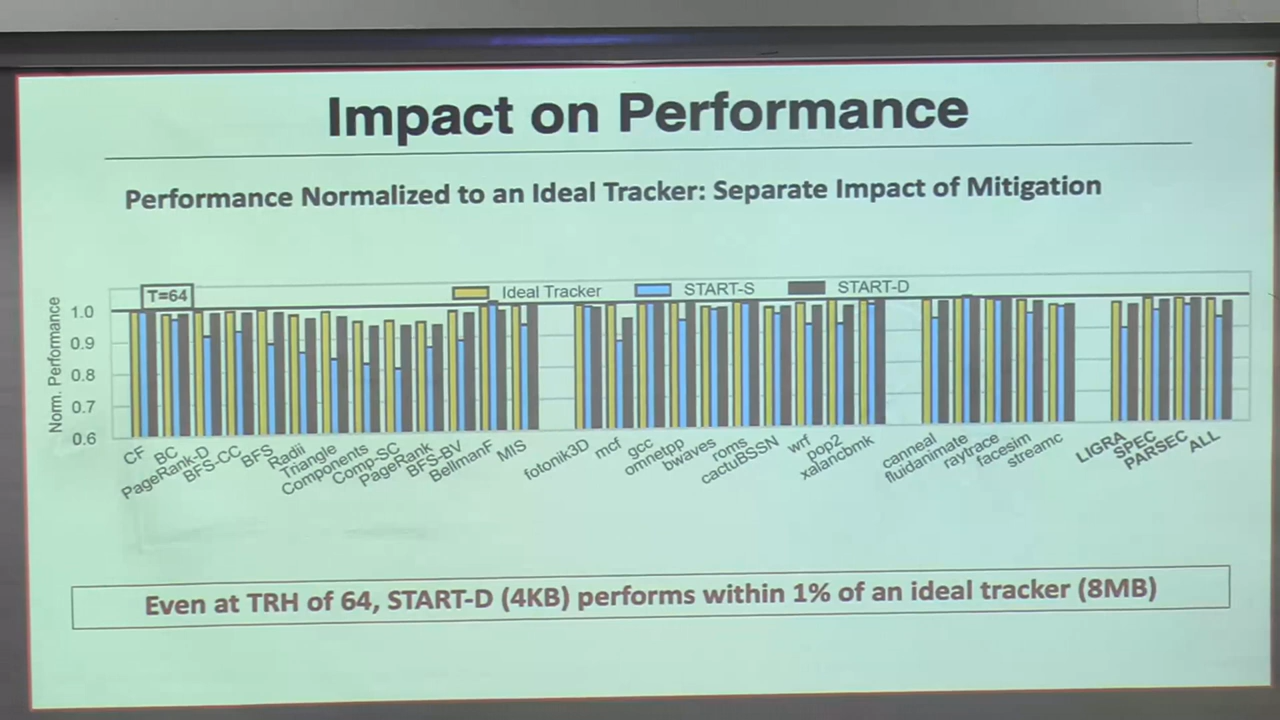 Impact on Performance
Performance Normalized to an Ideal Tracker: Separate Impact of Mitigation
T=64
Ideal Tracker
START-S
START-D
Norm. Performance
1.0
0.9
0.8
0.7
0.6
CF
BC
PageRank-D
BFS-CC
BFS
Radii
Triangle
Components
Comp-SC
PageRank
BFS-BV
BellmanF
MIS
fotonik3D
mcf
gcc
omnetpp
bwaves
roms
cactuBSSN
wrf
pop2
xalancbmk
canneal
fluidanimate
raytrace
facesim
streamc
LIGRA
SPEC
PARSEC
ALL
Even at TRH of 64, START-D (4KB) performs within 1% of an ideal tracker (8MB)